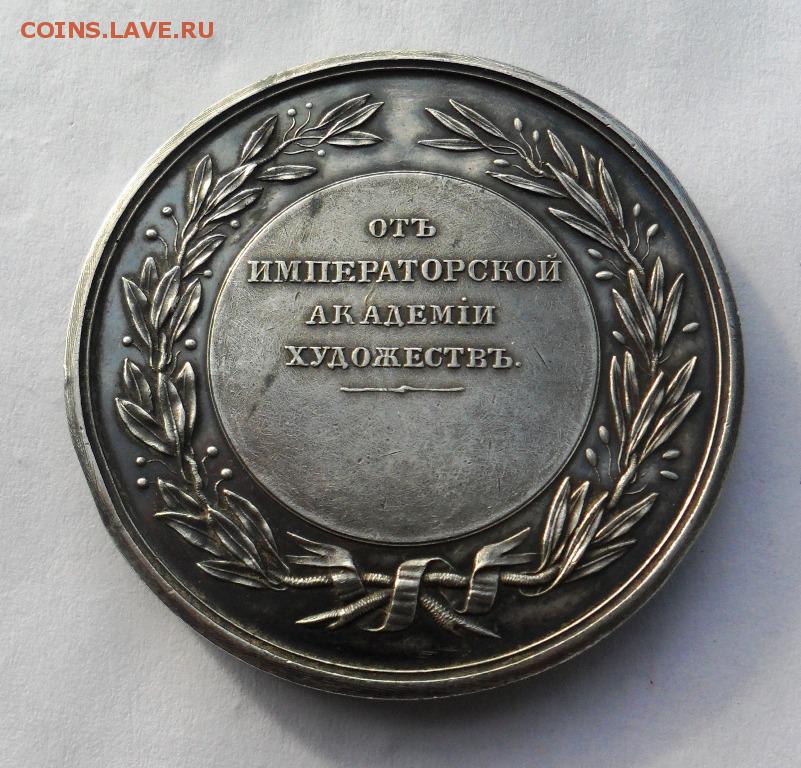 COINS.LAVE.RU
ОТЪ
ИМПЕРАТОРСКОЙ
АКАДЕМІИ
ХУДОЖЕСТВЪ.